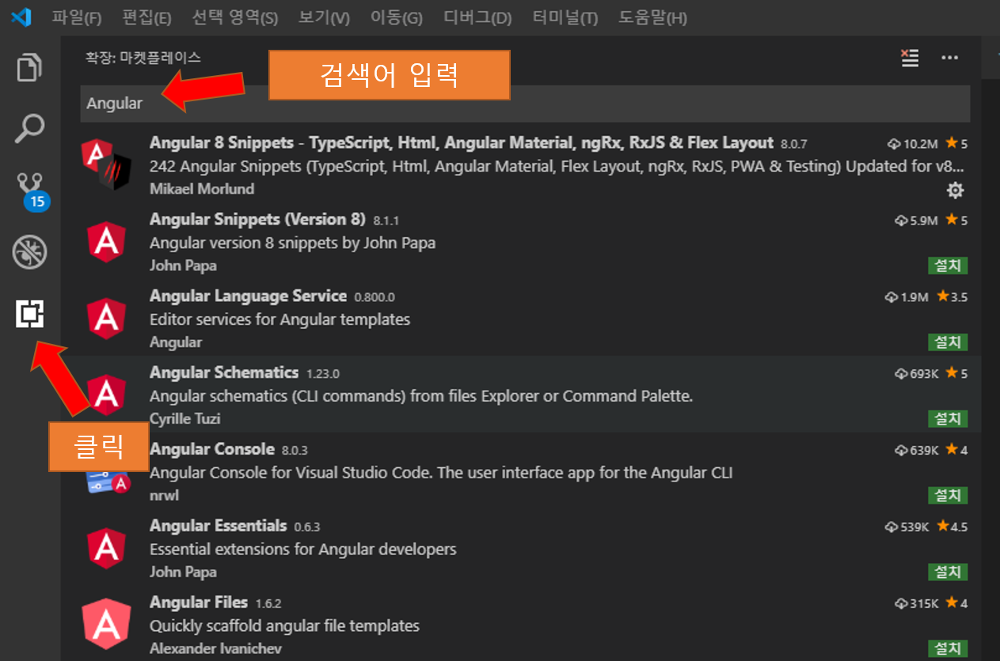 파일(F) 편집(E) 선택 영역(S) 보기(V) 이동(G) 디버그(D) 터미널(T) 도움말(H)
확장: 마켓플레이스
검색어 입력
Angular
Angular 8 Snippets - TypeScript, Html, Angular Material, ngRx, RxJS & Flex Layout 8.0.7 10.2M 5
242 Angular Snippets (TypeScript, Html, Angular Material, Flex Layout, ngRx, RxJS, PWA & Testing) Updated for v8...
Mikael Morlund
15
Angular Snippets (Version 8) 8.1.1 5.9M 5
Angular version 8 snippets by John Papa
John Papa 설치
Angular Language Service 0.800.0 1.9M 3.5
Editor services for Angular templates
Angular 설치
Angular Schematics 1.23.0 693K 5
Angular schematics (CLI commands) from files Explorer or Command Palette.
Cyrille Tuzi 설치
클릭
Angular Console 8.0.3 639K 4
Angular Console for Visual Studio Code. The user interface app for the Angular CLI
nrwl 설치
Angular Essentials 0.6.3 539K 4.5
Essential extensions for Angular developers
John Papa 설치
Angular Files 1.6.2 315K 4
Quickly scaffold angular file templates
Alexander Ivanichev 설치